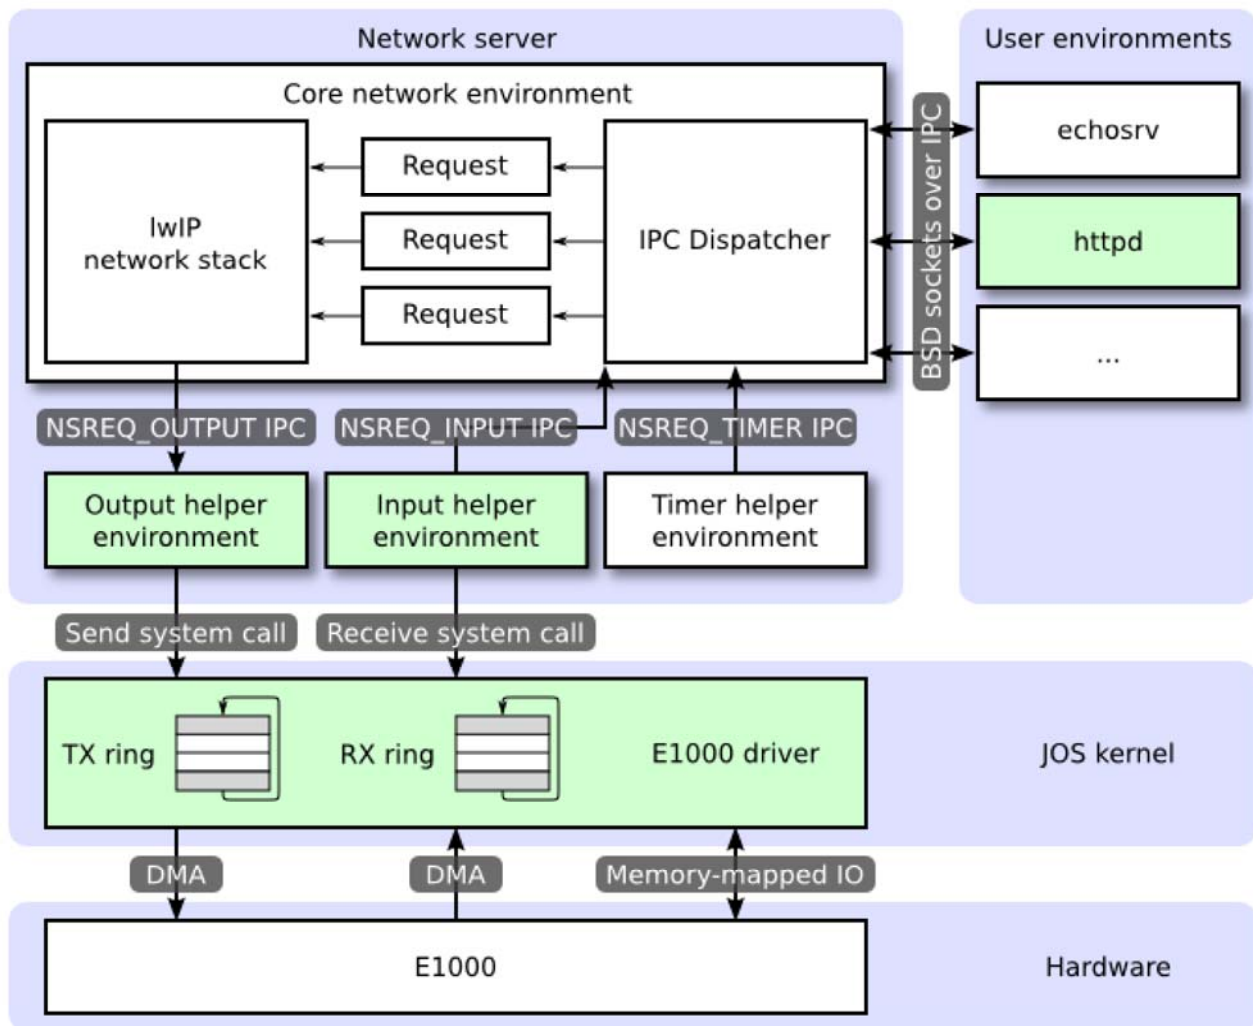 Network server
User environments
Core network environment
lwIP
network stack
Request
Request
Request
IPC Dispatcher
BSD sockets over IPC
echosrv
httpd
...
NSREQ_OUTPUT IPC
NSREQ_INPUT IPC
NSREQ_TIMER IPC
Output helper
environment
Input helper
environment
Timer helper
environment
Send system call
Receive system call
TX ring
RX ring
E1000 driver
JOS kernel
DMA
DMA
Memory-mapped IO
E1000
Hardware